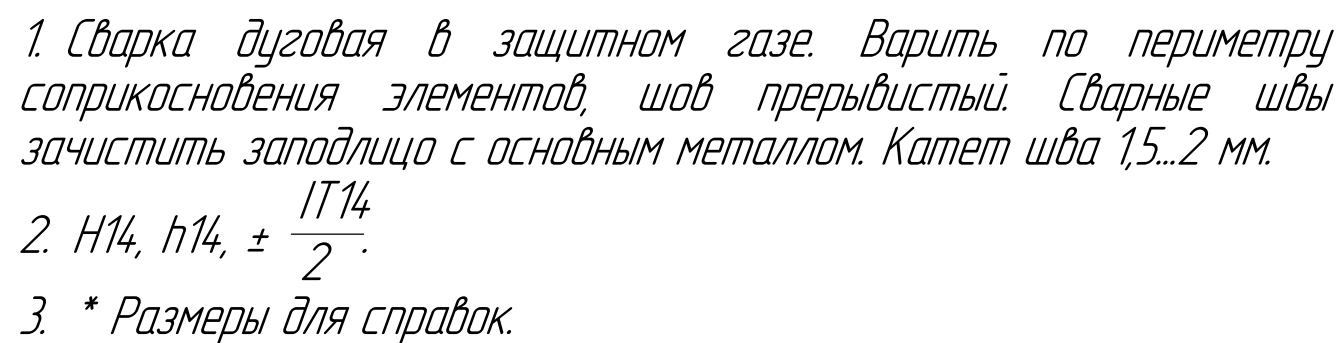 1. Сварка дуговая в защитном газе. Варить по периметру
соприкосновения элементов, шов прерывистый. Сварные швы
зачистить заподлицо с основным металлом. Катет шва 1,5...2 мм.
2. H14, h14, ± IT14/2.
3. * Размеры для справок.